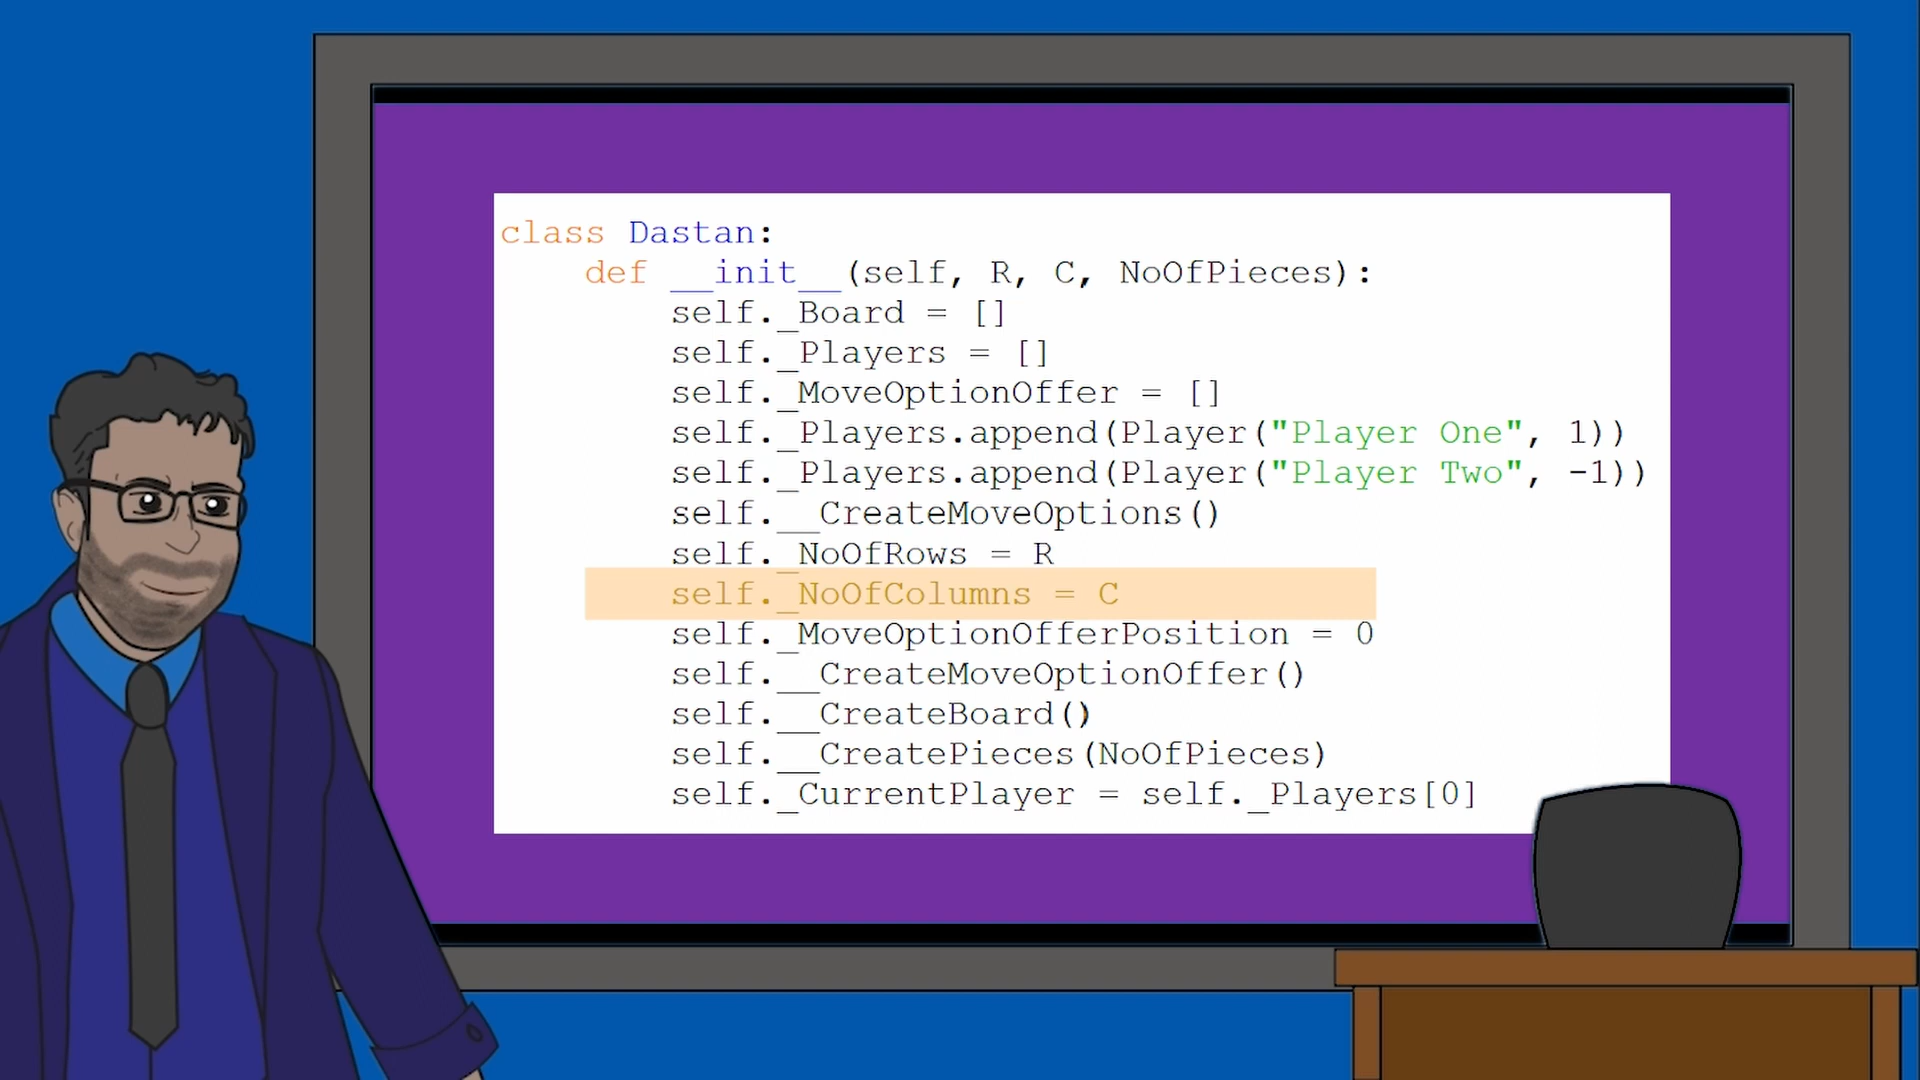 class Dastan:
def __init__(self, R, C, NoOfPieces):
self._Board = []
self._Players = []
self._MoveOptionOffer = []
self._Players.append(Player("Player One", 1))
self._Players.append(Player("Player Two", -1))
self.__CreateMoveOptions()
self._NoOfRows = R
self._NoOfColumns = C
self._MoveOptionOfferPosition = 0
self.__CreateMoveOptionOffer()
self.__CreateBoard()
self.__CreatePieces(NoOfPieces)
self._CurrentPlayer = self._Players[0]